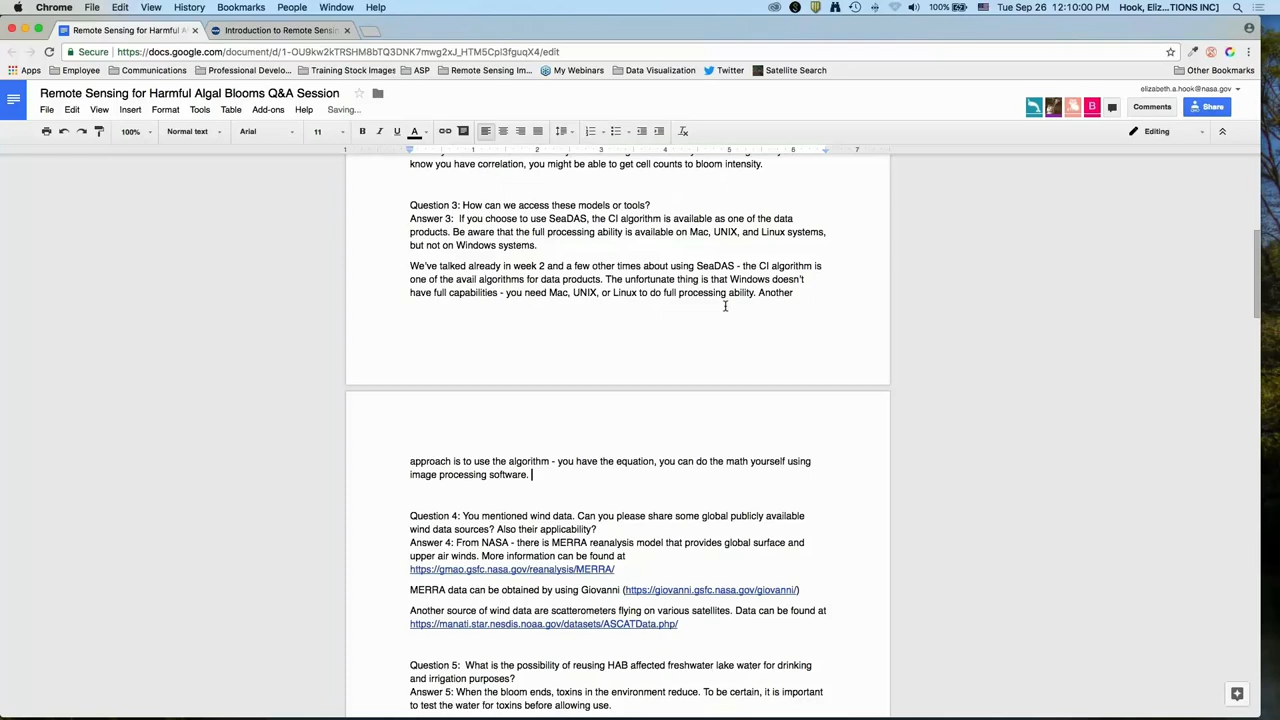 Chrome File Edit View History Bookmarks People Window Help 100% Tue Sep 26 12:10:00 PM Hook, Eliz...TIONS INC]
Remote Sensing for Harmful Al
Introduction to Remote Sensin
Secure https://docs.google.com/document/d/1-OU9kw2kTRSHM8bTQ3DNK7mwg2xJ_HTM5Cpl3fguqX4/edit
Apps Employee Communications Professional Develo... Training Stock Images ASP Remote Sensing Im... My Webinars Data Visualization Twitter Satellite Search Other Bookmarks
Remote Sensing for Harmful Algal Blooms Q&A Session
elizabeth.a.hook@nasa.gov
File Edit View Insert Format Tools Table Add-ons Help Saving...
B Comments Share
100% Normal text Arial 11 B I U A Editing
1 1 2 3 4 5 6 7
know you have correlation, you might be able to get cell counts to bloom intensity.
Question 3: How can we access these models or tools?
Answer 3: If you choose to use SeaDAS, the CI algorithm is available as one of the data
products. Be aware that the full processing ability is available on Mac, UNIX, and Linux systems,
but not on Windows systems.
We've talked already in week 2 and a few other times about using SeaDAS - the CI algorithm is
one of the avail algorithms for data products. The unfortunate thing is that Windows doesn't
have full capabilities - you need Mac, UNIX, or Linux to do full processing ability. Another
approach is to use the algorithm - you have the equation, you can do the math yourself using
image processing software.
Question 4: You mentioned wind data. Can you please share some global publicly available
wind data sources? Also their applicability?
Answer 4: From NASA - there is MERRA reanalysis model that provides global surface and
upper air winds. More information can be found at
https://gmao.gsfc.nasa.gov/reanalysis/MERRA/
MERRA data can be obtained by using Giovanni (https://giovanni.gsfc.nasa.gov/giovanni/)
Another source of wind data are scatterometers flying on various satellites. Data can be found at
https://manati.star.nesdis.noaa.gov/datasets/ASCATData.php/
Question 5: What is the possibility of reusing HAB affected freshwater lake water for drinking
and irrigation purposes?
Answer 5: When the bloom ends, toxins in the environment reduce. To be certain, it is important
to test the water for toxins before allowing use.